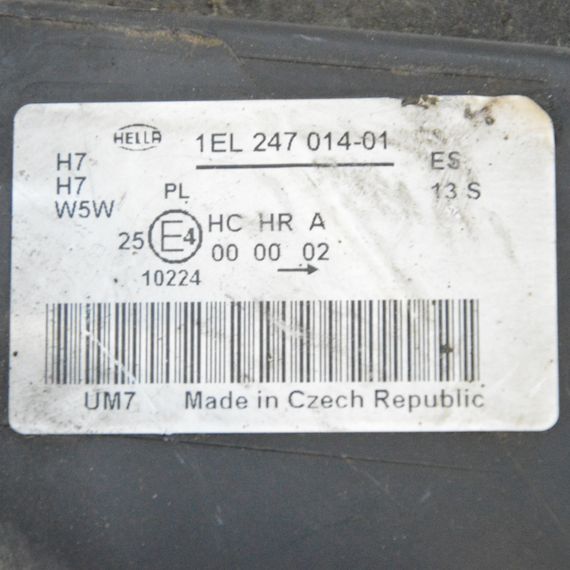 HELLA
1EL 247 014-01
H7
H7
W5W
ES
13 S
PL
25 E4 HC HR A
00 00 02
10224
UM7 Made in Czech Republic